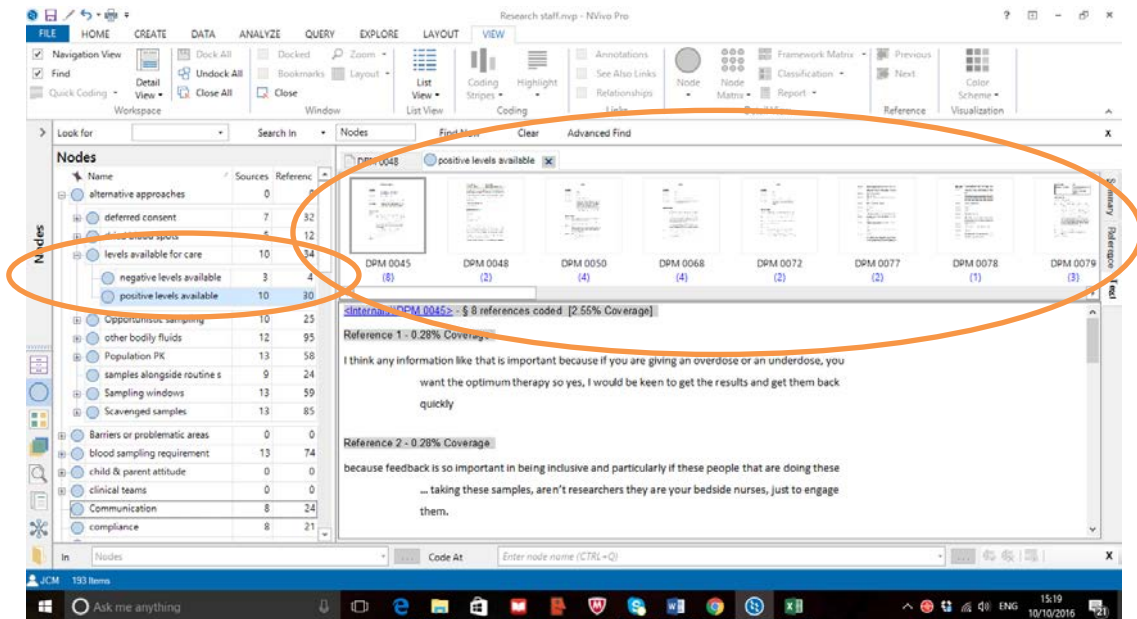 Research staff.nvp - NVivo Pro
FILE HOME CREATE DATA ANALYZE QUERY EXPLORE LAYOUT VIEW
Navigation View Dock All Docked Zoom Annotations Framework Matrix Previous
Find Undock All Bookmarks Layout See Also Links Classification Next
Quick Coding Detail View Close All Close List View Coding Stripes Highlight Relationships Node Node Matrix Report Color Scheme
Workspace Window List View Coding Links Reference Visualization
Look for Search In Nodes Clear Advanced Find x
Nodes
Name Sources Referenc
alternative approaches 0
deferred consent 7 32
12
levels available for care 10 34
negative levels available 3 4
positive levels available 10 30
Opportunistic sampling 10 25
other bodily fluids 12 95
Population PK 13 58
samples alongside routine s 9 24
Sampling windows 13 59
Scavenged samples 13 85
Barriers or problematic areas 0 0
blood sampling requirement 13 74
child & parent attitude 0 0
clinical teams 0 0
Communication 8 24
compliance 8 21
Nodes
DPM 0048 positive levels available
DPM 0045 DPM 0048 DPM 0050 DPM 0068 DPM 0072 DPM 0077 DPM 0078 DPM 0079
(8) (2) (4) (4) (2) (2) (1) (3)
Summary Reference Text
<Internals\\DPM 0045> - § 8 references coded [2.55% Coverage]
Reference 1 - 0.28% Coverage
I think any information like that is important because if you are giving an overdose or an underdose, you
want the optimum therapy so yes, I would be keen to get the results and get them back
quickly
Reference 2 - 0.28% Coverage
because feedback is so important in being inclusive and particularly if these people that are doing these
... taking these samples, aren't researchers they are your bedside nurses, just to engage
them.
In Nodes ... Code At Enter node name (CTRL+Q) ... X
JCM 193 Items
Ask me anything ENG 15:19
10/10/2016 21